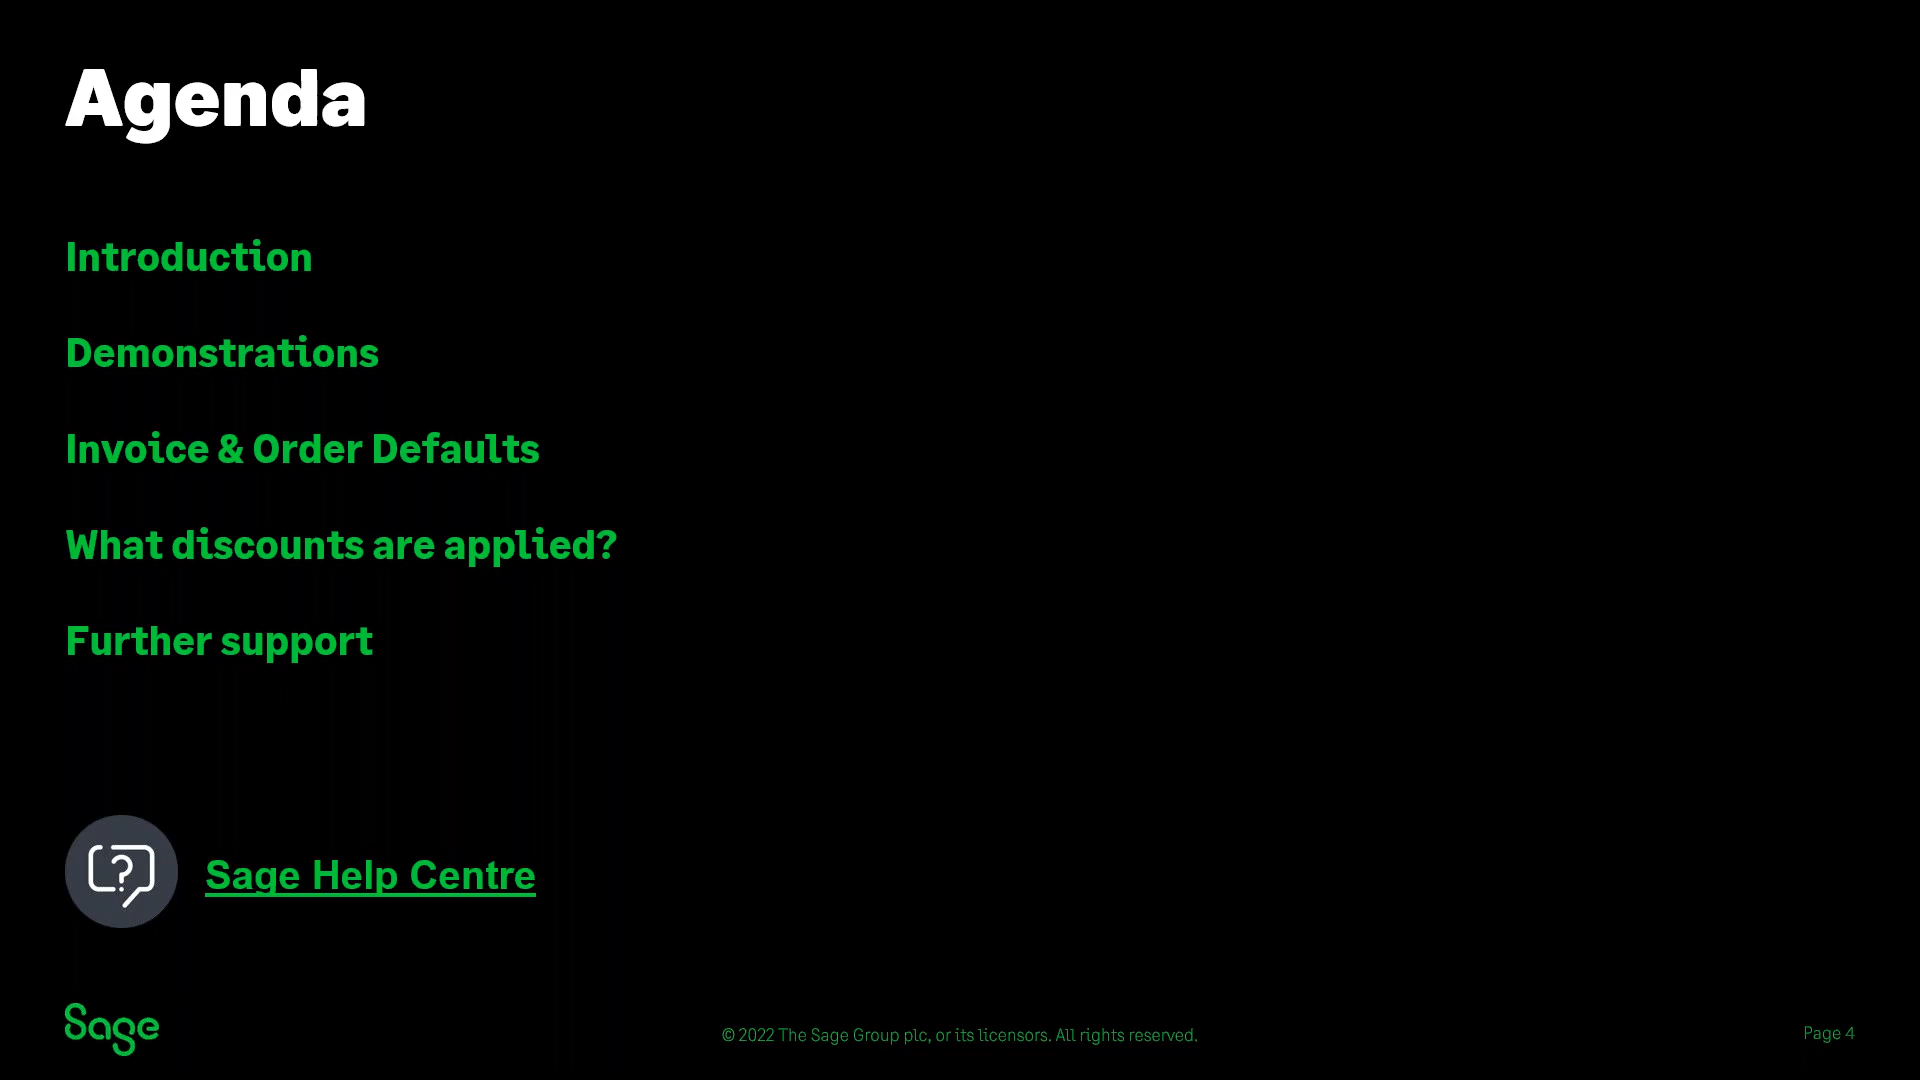 Agenda
Introduction
Demonstrations
Invoice & Order Defaults
What discounts are applied?
Further support
Sage Help Centre
Sage
© 2022 The Sage Group plc, or its licensors. All rights reserved.
Page 4